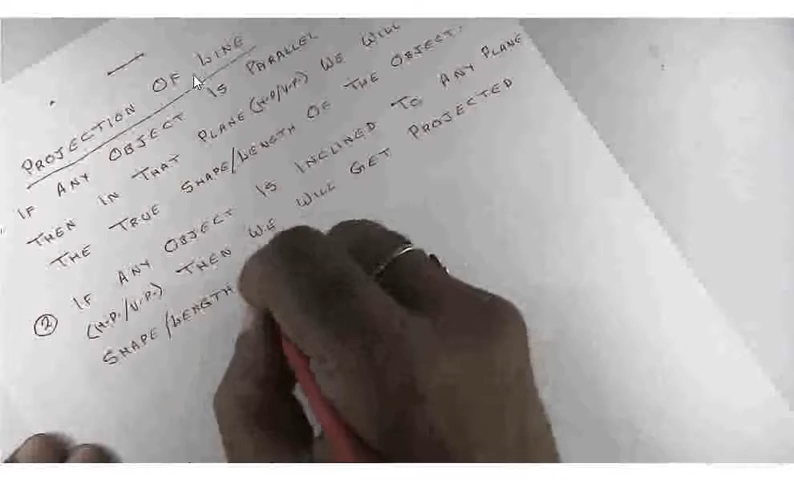 PROJECTION OF LINE
IF ANY OBJECT IS PARALLEL
THEN IN THAT PLANE (H.P/V.P.) WE WILL
THE TRUE SHAPE/LENGTH OF THE OBJECT.
② IF ANY OBJECT IS INCLINED TO ANY PLANE
(H.P./V.P.) THEN WE WILL GET PROJECTED
SHAPE/LENGTH